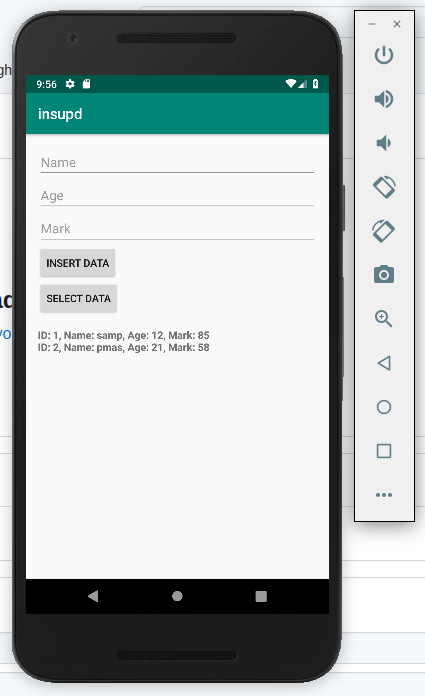 9:56
insupd
Name
Age
Mark
INSERT DATA
SELECT DATA
ID: 1, Name: samp, Age: 12, Mark: 85
ID: 2, Name: pmas, Age: 21, Mark: 58